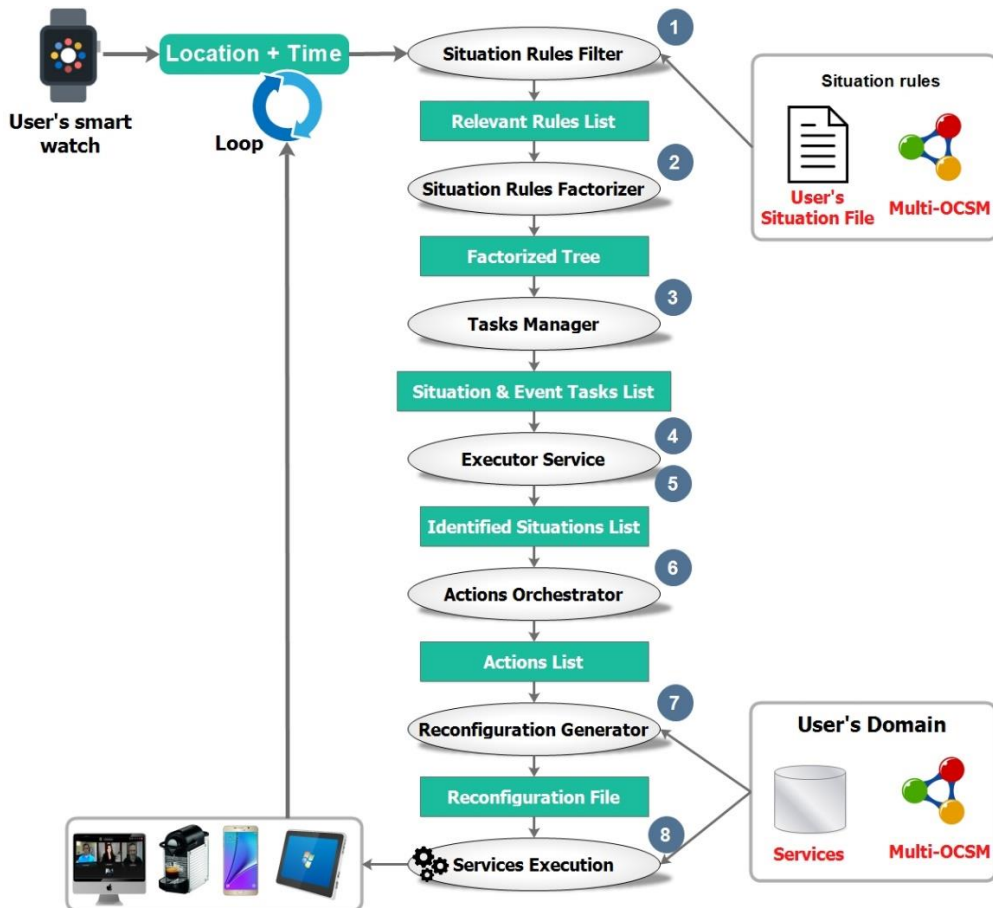 User's smart
watch
Location + Time
Loop
1
Situation Rules Filter
Situation rules
User's
Situation File
Multi-OCSM
Relevant Rules List
2
Situation Rules Factorizer
Factorized Tree
3
Tasks Manager
Situation & Event Tasks List
4
Executor Service
5
Identified Situations List
6
Actions Orchestrator
Actions List
7
Reconfiguration Generator
User's Domain
Services
Multi-OCSM
Reconfiguration File
8
Services Execution